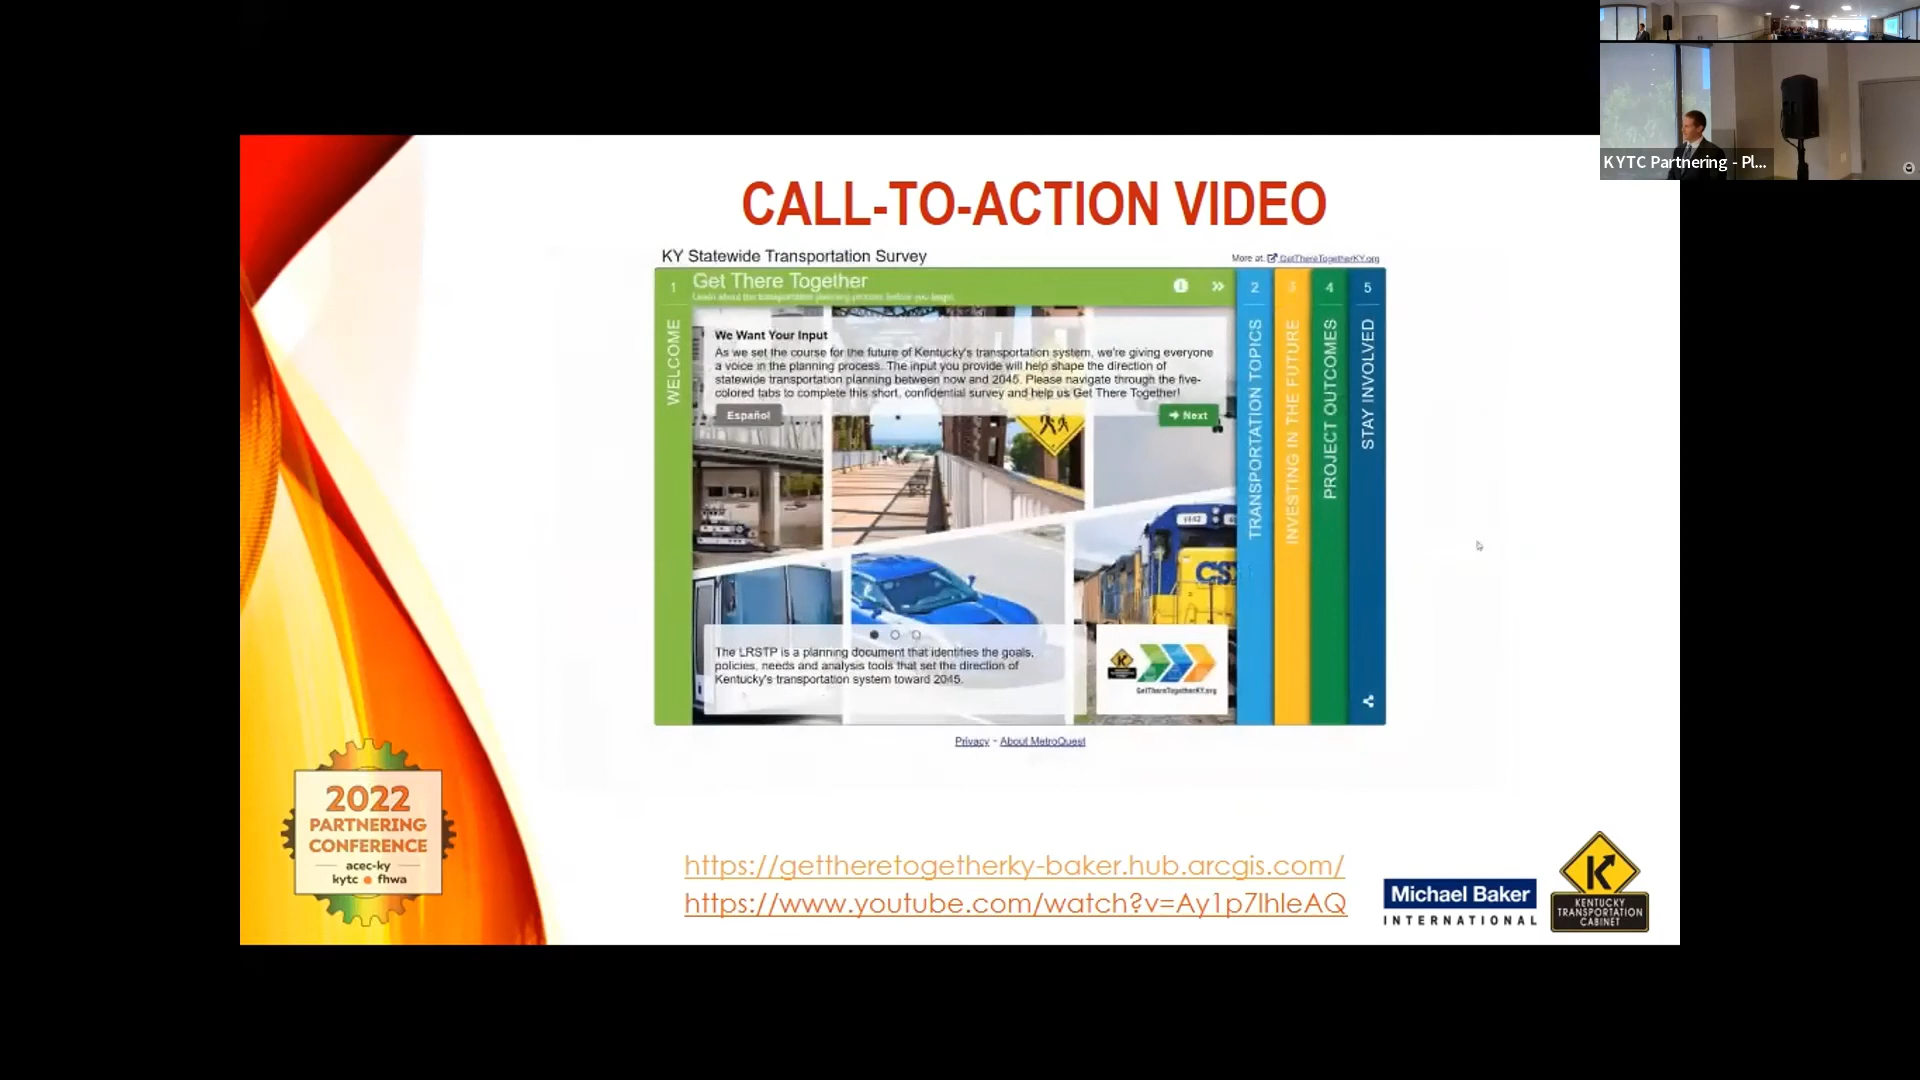 KYTC Partnering - Pl...
CALL-TO-ACTION VIDEO
KY Statewide Transportation Survey
More at: GetThereTogetherKY.org
1
Get There Together
Learn about the transportation planning process before you begin.
WELCOME
We Want Your Input
As we set the course for the future of Kentucky's transportation system, we're giving everyone
a voice in the planning process. The input you provide will help shape the direction of
statewide transportation planning between now and 2045. Please navigate through the five-
colored tabs to complete this short, confidential survey and help us Get There Together!
Español
Next
2
TRANSPORTATION TOPICS
3
INVESTING IN THE FUTURE
4
PROJECT OUTCOMES
5
STAY INVOLVED
CSX
The LRSTP is a planning document that identifies the goals,
policies, needs and analysis tools that set the direction of
Kentucky's transportation system toward 2045.
GetThereTogetherKY.org
Privacy - About MetroQuest
2022
PARTNERING
CONFERENCE
acec-ky
kytc fhwa
https://gettheretogetherky-baker.hub.arcgis.com/
https://www.youtube.com/watch?v=Ay1p7lhleAQ
Michael Baker
INTERNATIONAL
K
KENTUCKY
TRANSPORTATION
CABINET